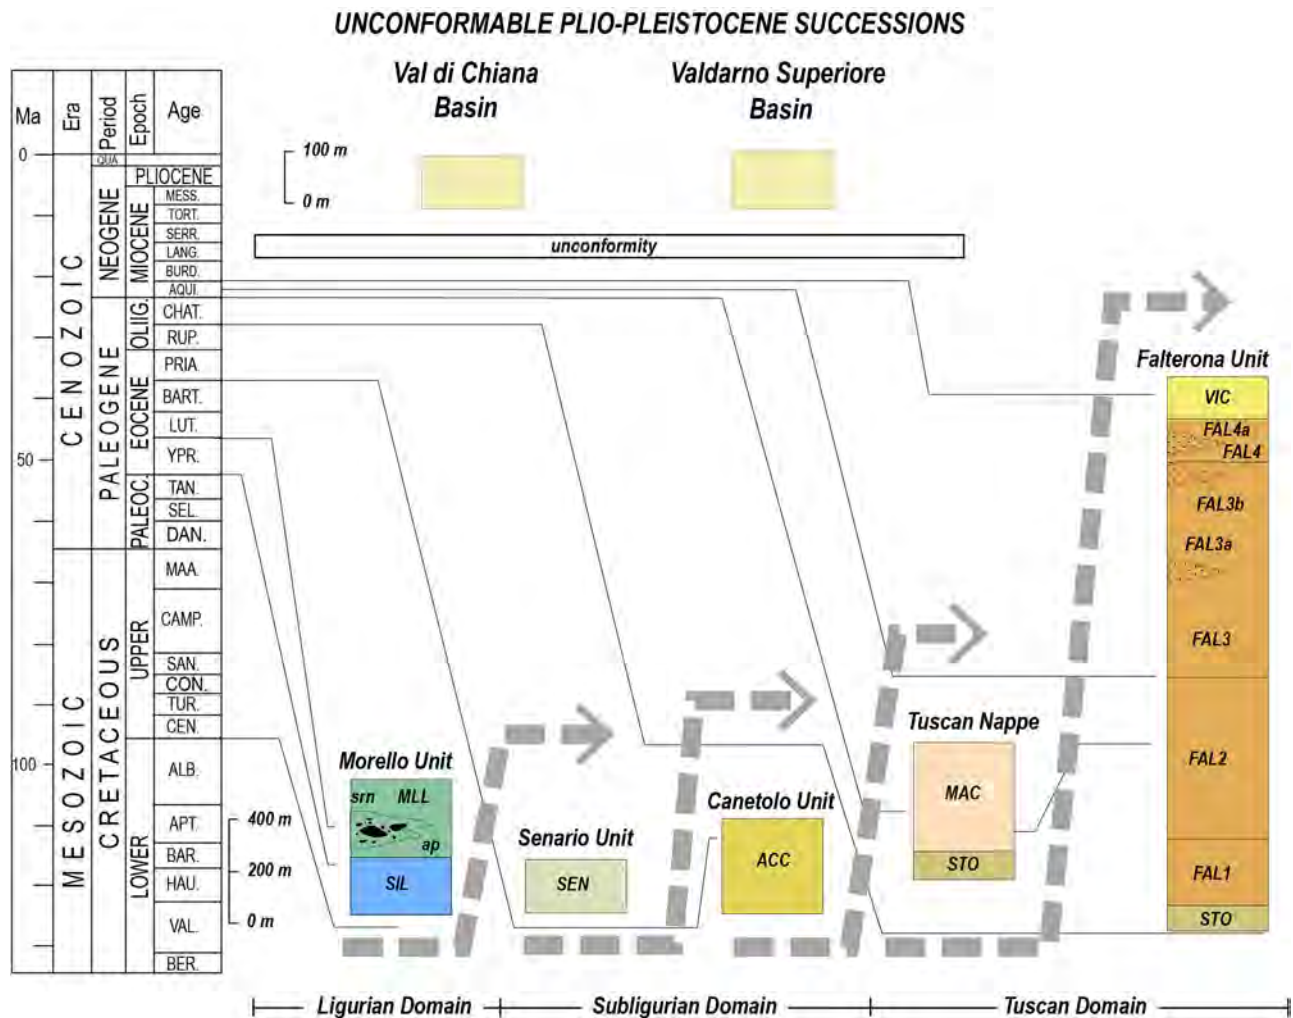 UNCONFORMABLE PLIO-PLEISTOCENE SUCCESSIONS
Val di Chiana
Basin
Valdarno Superiore
Basin
Ma
Era
Period
Epoch
Age
0
50
100
CENOZOIC
MESOZOIC
NEOGENE
PALEOGENE
CRETACEOUS
QUA.
PLIOCENE
MIOCENE
OLIIG.
EOCENE
PALEOC.
UPPER
LOWER
MESS.
TORT.
SERR.
LANG.
BURD.
AQUI.
CHAT.
RUP.
PRIA.
BART.
LUT.
YPR.
TAN.
SEL.
DAN.
MAA.
CAMP.
SAN.
CON.
TUR.
CEN.
ALB.
APT.
BAR.
HAU.
VAL.
BER.
100 m
0 m
unconformity
Falterona Unit
VIC
FAL4a
FAL4
FAL3b
FAL3a
FAL3
FAL2
FAL1
STO
Tuscan Nappe
MAC
STO
Canetolo Unit
ACC
Senario Unit
SEN
Morello Unit
srn MLL
ap
SIL
400 m
200 m
0 m
Ligurian Domain
Subligurian Domain
Tuscan Domain